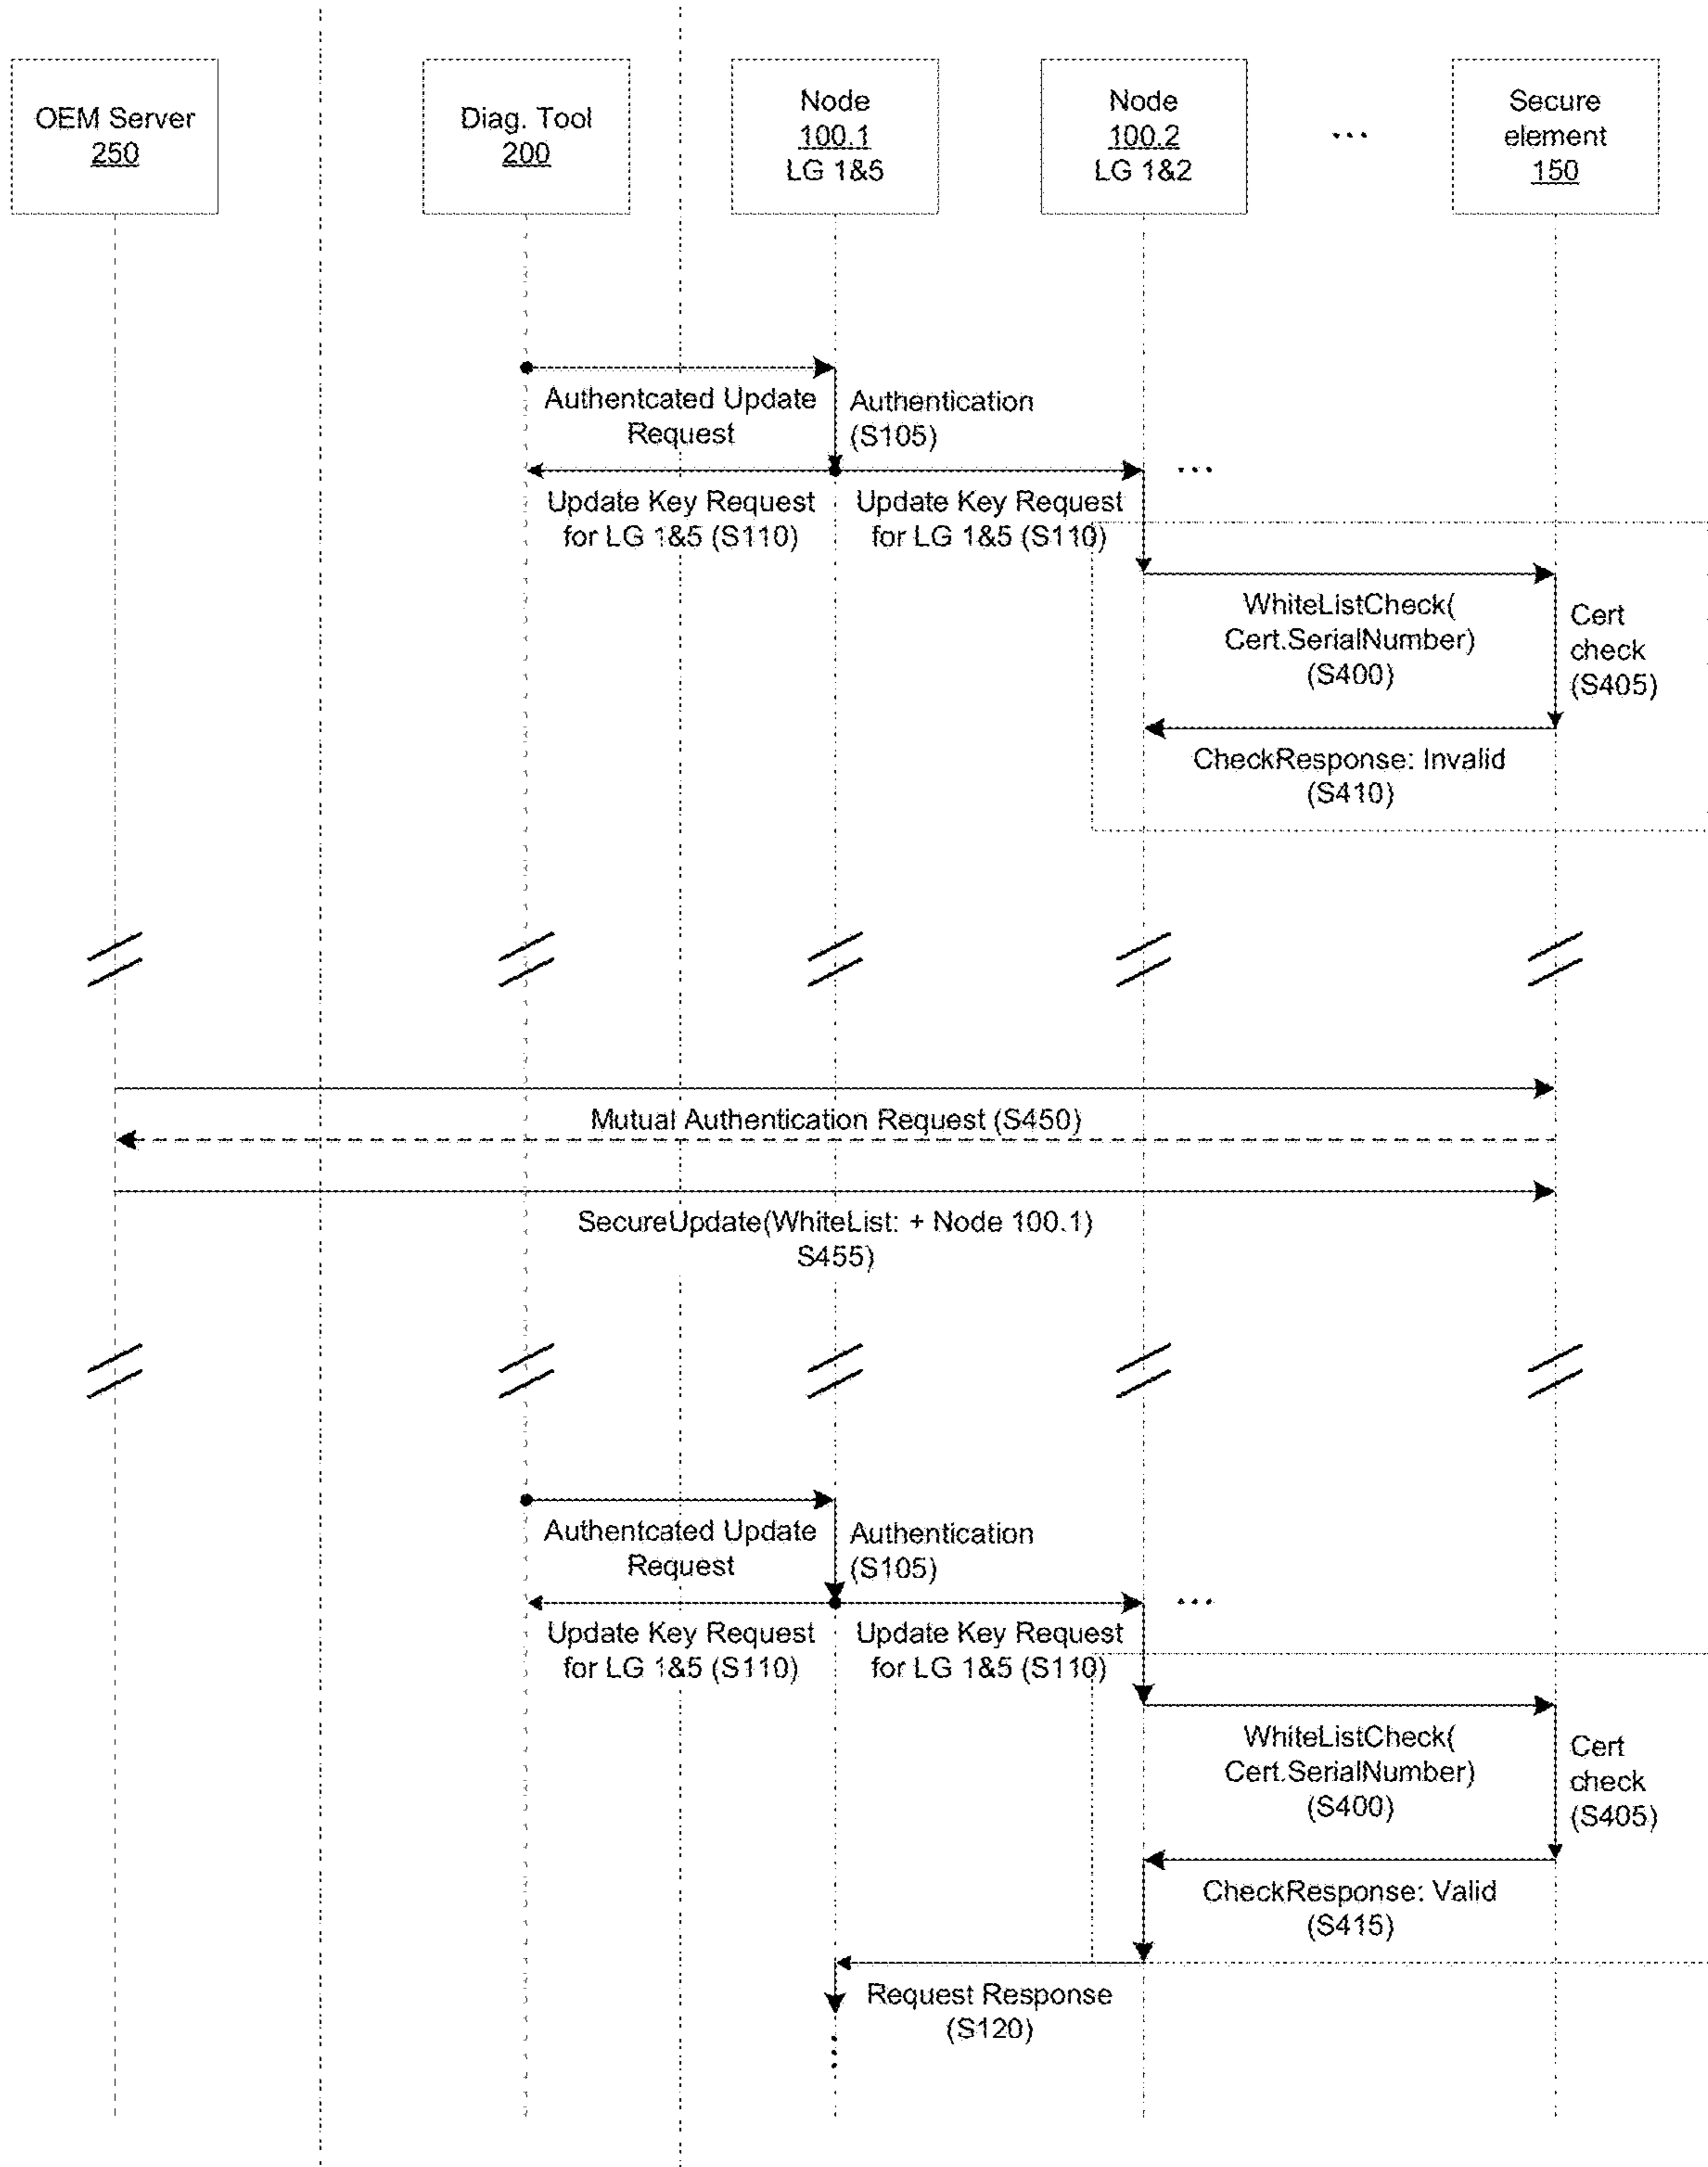 OEM Server
250
Diag. Tool
200
Node
100.1
LG 1&5
Node
100.2
LG 1&2
...
Secure
element
150
Authentcated Update
Request
Authentication
(S105)
...
Update Key Request
for LG 1&5 (S110)
Update Key Request
for LG 1&5 (S110)
WhiteListCheck(
Cert.SerialNumber)
(S400)
Cert
check
(S405)
CheckResponse: Invalid
(S410)
Mutual Authentication Request (S450)
SecureUpdate(WhiteList: + Node 100.1)
S455)
Authentcated Update
Request
Authentication
(S105)
...
Update Key Request
for LG 1&5 (S110)
Update Key Request
for LG 1&5 (S110)
WhiteListCheck(
Cert.SerialNumber)
(S400)
Cert
check
(S405)
CheckResponse: Valid
(S415)
Request Response
(S120)